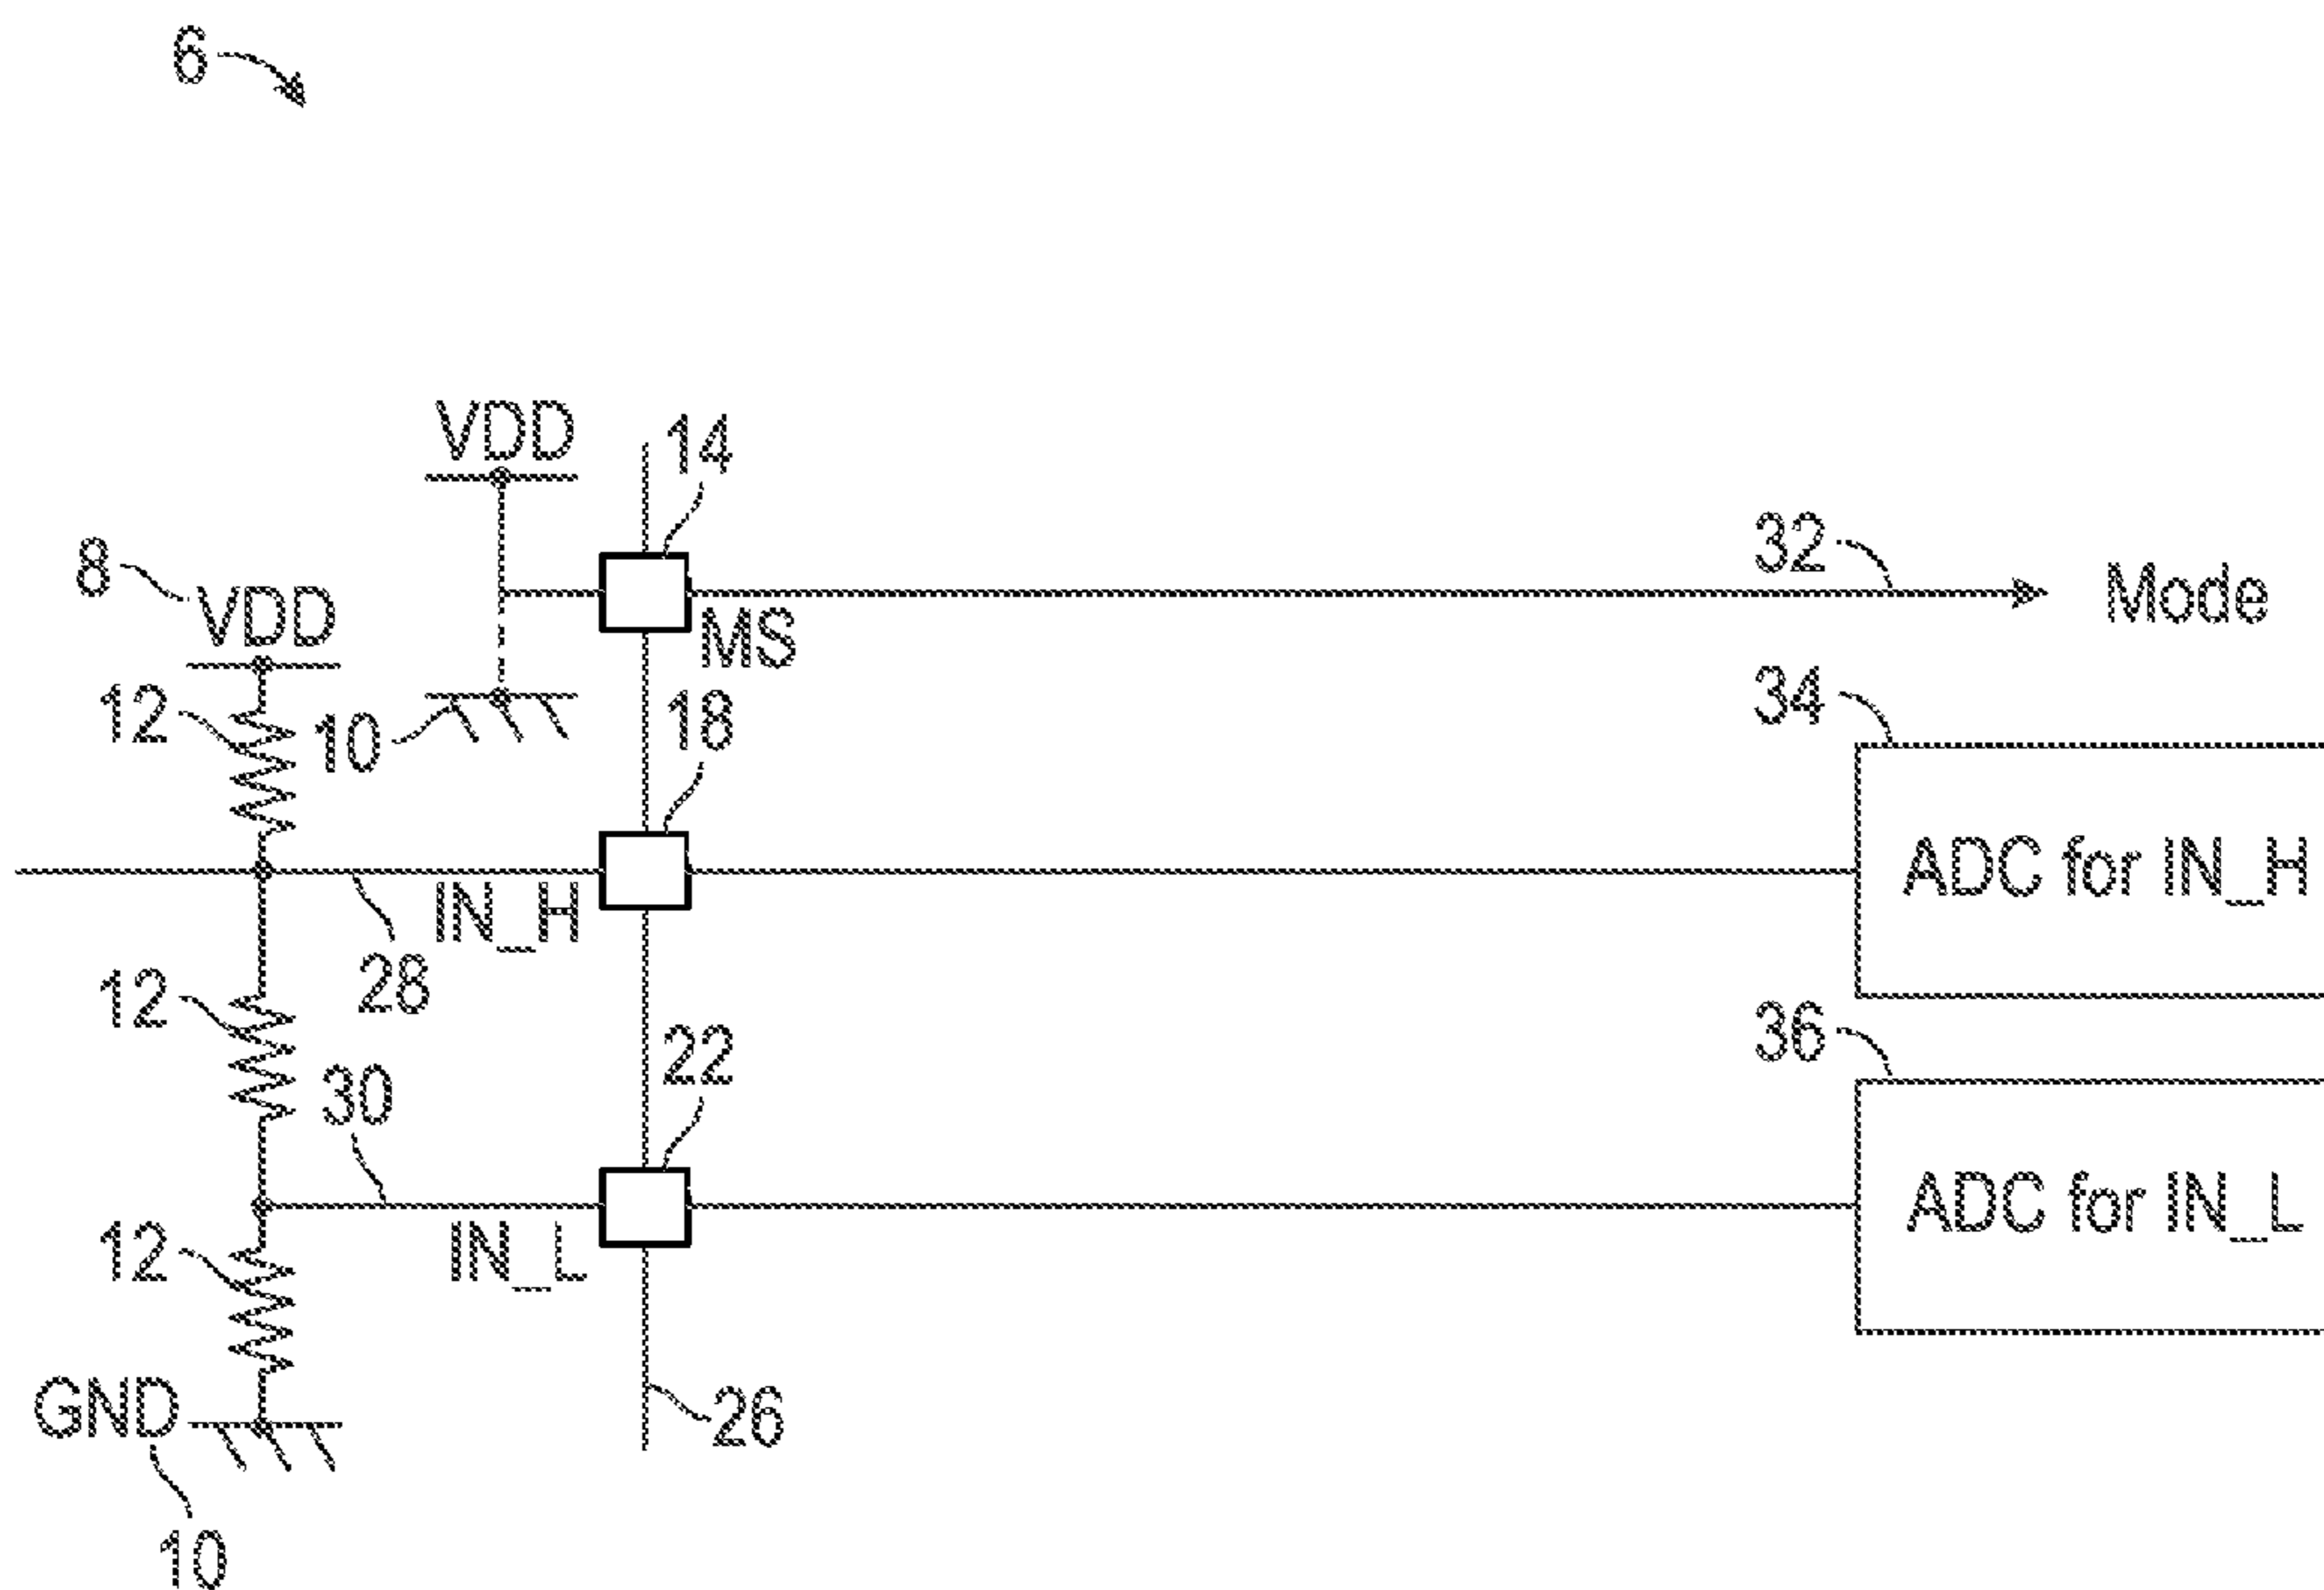 6
VDD
14
8
VDD
32
Mode
MS
12
10
18
34
ADC for IN_H
IN_H
28
12
36
22
30
ADC for IN_L
IN_L
12
GND
26
10